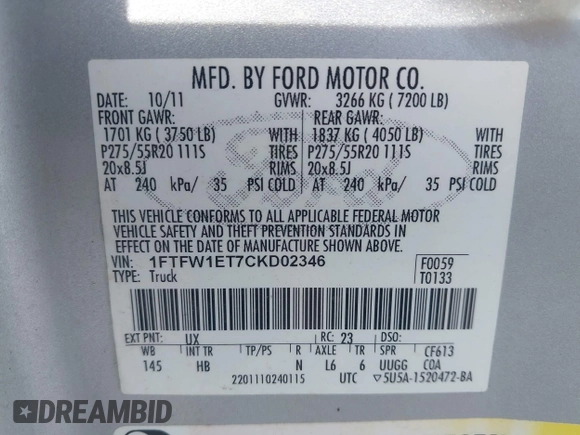 MFD. BY FORD MOTOR CO.
DATE: 10/11 GVWR: 3266 KG ( 7200 LB)
FRONT GAWR: REAR GAWR:
1701 KG ( 3750 LB) WITH 1837 KG ( 4050 LB) WITH
P275/55R20 111S TIRES P275/55R20 111S TIRES
20x8.5J RIMS 20x8.5J RIMS
AT 240 kPa/ 35 PSI COLD AT 240 kPa/ 35 PSI COLD
THIS VEHICLE CONFORMS TO ALL APPLICABLE FEDERAL MOTOR
VEHICLE SAFETY AND THEFT PREVENTION STANDARDS IN
EFFECT ON THE DATE OF MANUFACTURE SHOWN ABOVE.
VIN: 1FTFW1ET7CKD02346 F0059
TYPE: Truck T0133
EXT PNT: UX RC: 23 DSO:
WB INT TR TP/PS R AXLE TR SPR CF613
145 HB N L6 6 UUGG COA
2201110240115 UTC ▽5U5A-1520472-BA
DREAMBID.COM